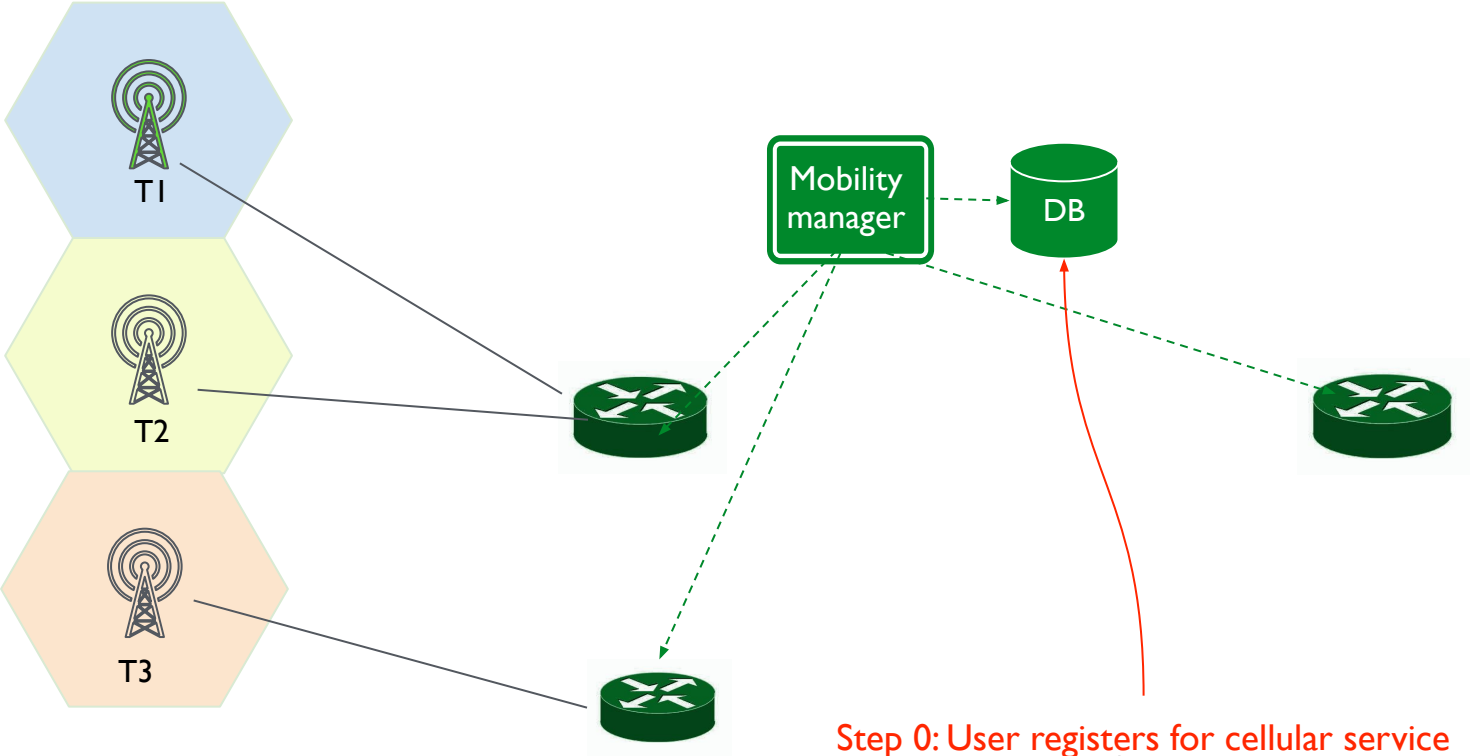 T1
Mobility
manager
DB
T2
T3
Step 0: User registers for cellular service